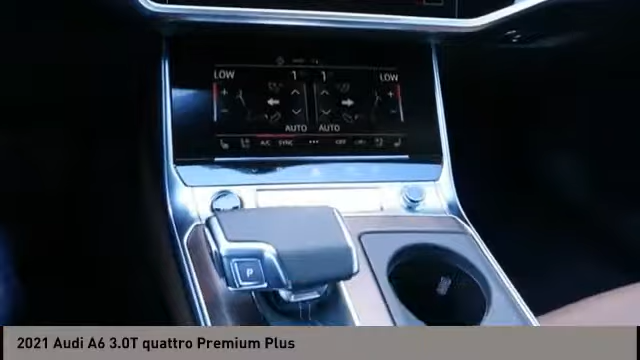 LOW 1 1 LOW
AUTO AUTO
A/C SYNC OFF
P
2021 Audi A6 3.0T quattro Premium Plus